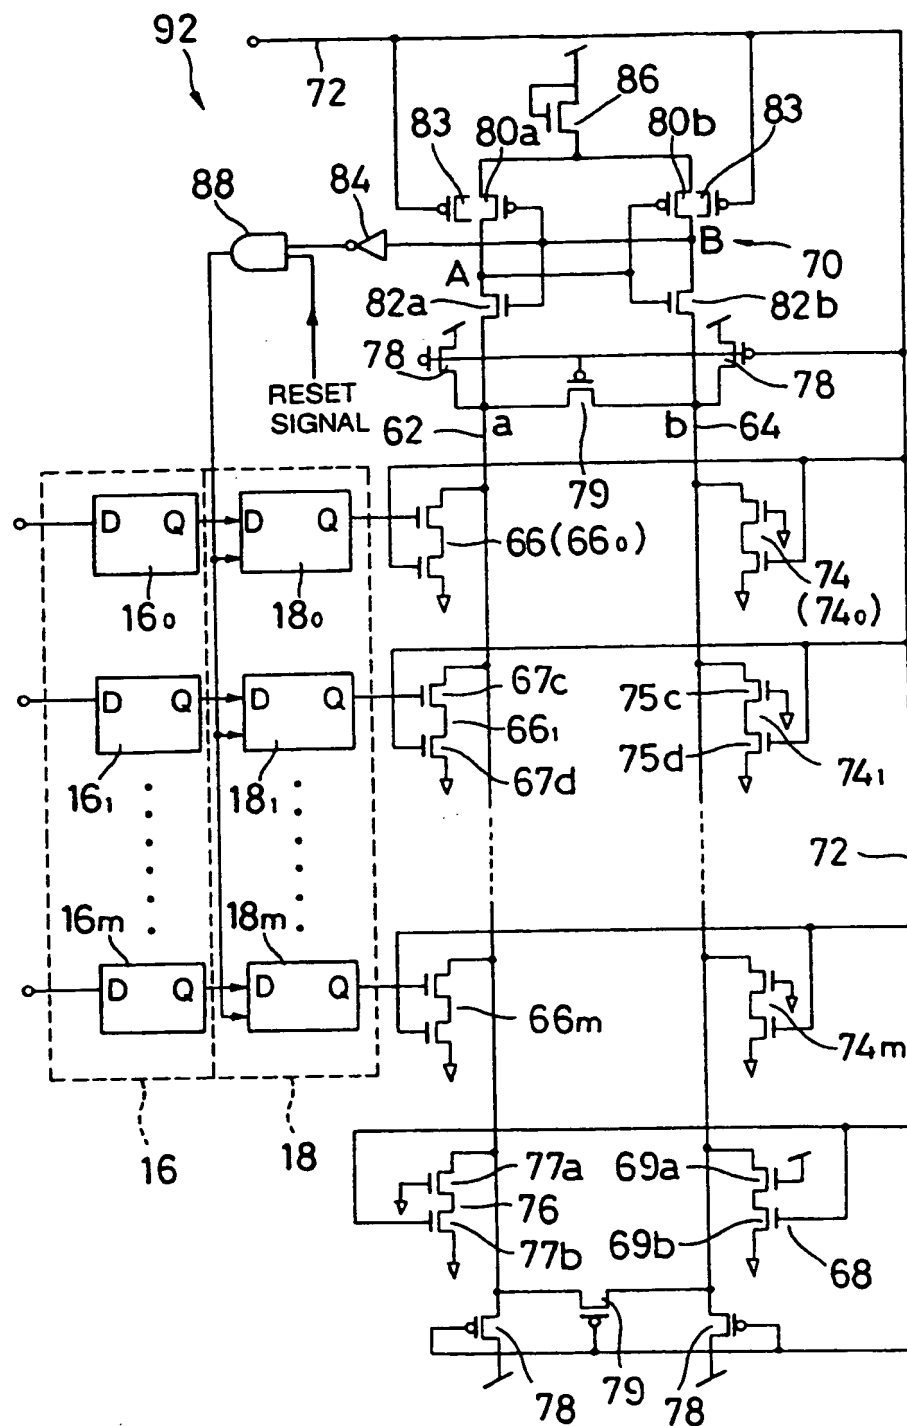 92
72
86
83
80a
80b
83
88
84
B
70
A
82a
82b
78
78
RESET
SIGNAL
62
a
b
64
79
D
Q
D
Q
66(66₀)
74
(74₀)
16₀
18₀
D
Q
D
Q
67c
66₁
67d
75c
75d
74₁
16₁
18₁
72
16m
18m
D
Q
D
Q
66m
74m
16
18
77a
76
77b
69a
69b
68
78
79
78